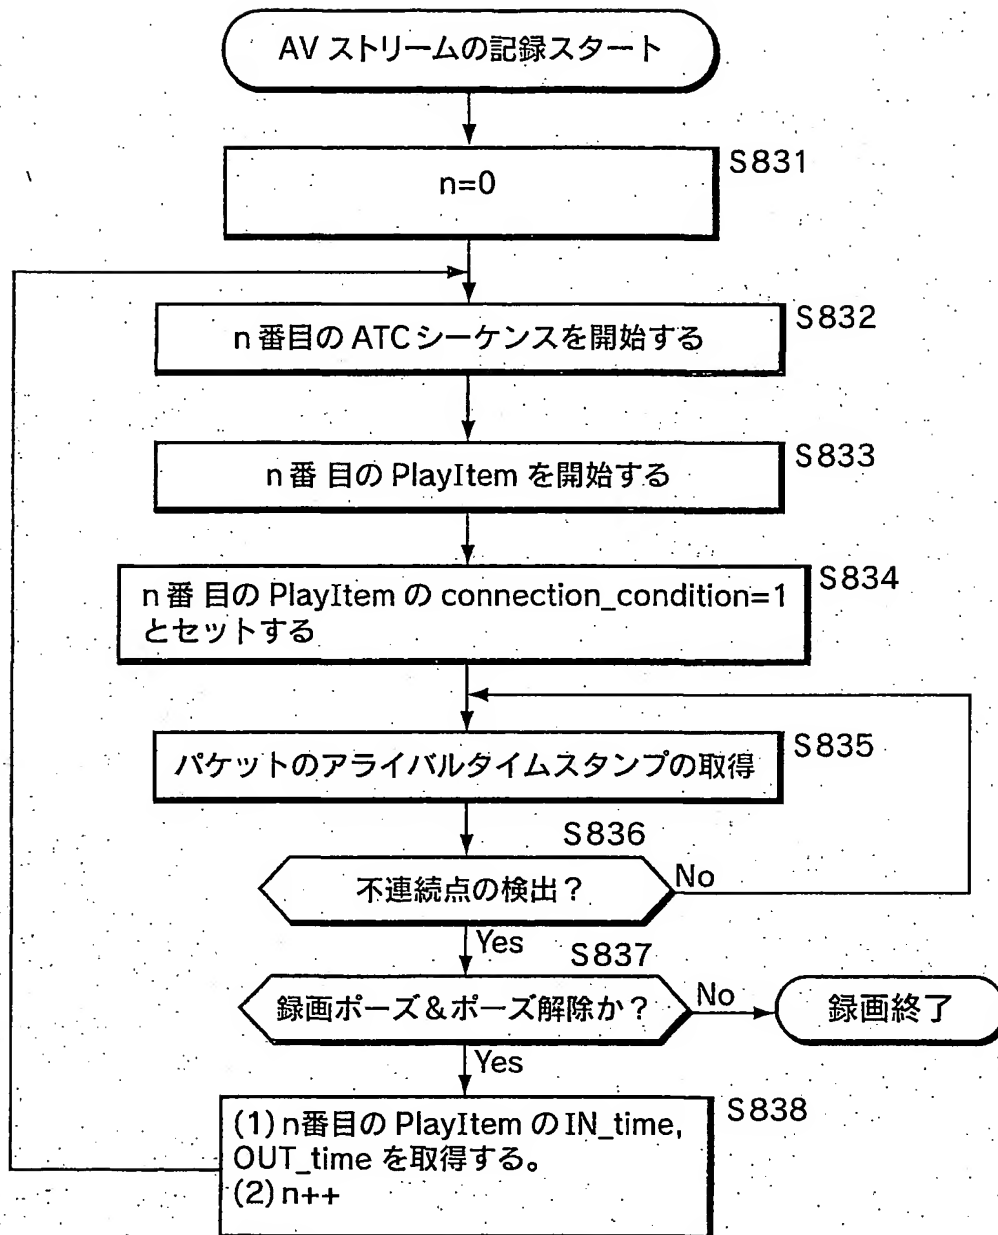 AV ストリームの記録スタート
S831
n=0
S832
n 番目の ATC シーケンスを開始する
S833
n 番 目の PlayItem を開始する
S834
n 番 目の PlayItem の connection_condition=1
とセットする
S835
パケットのアライバルタイムスタンプの取得
S836
不連続点の検出？
No
Yes
S837
録画ポーズ＆ポーズ解除か？
No
録画終了
Yes
S838
(1) n番目の PlayItem の IN_time,
OUT_time を取得する。
(2) n++